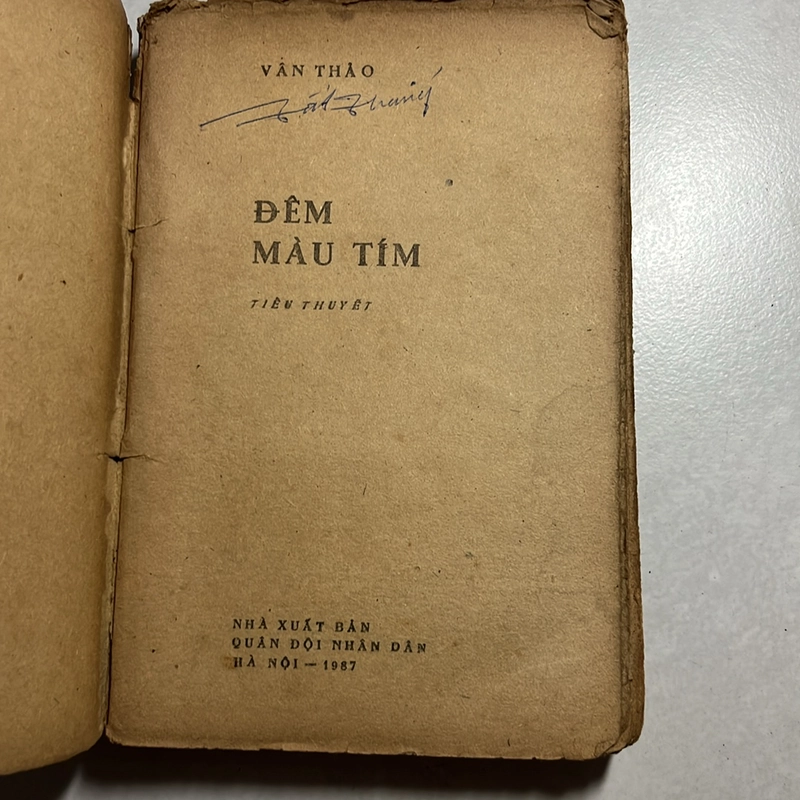 VÂN THẢO
ĐÊM
MÀU TÍM
TIỂU THUYẾT
NHÀ XUẤT BẢN
QUÂN ĐỘI NHÂN DÂN
HÀ NỘI — 1987